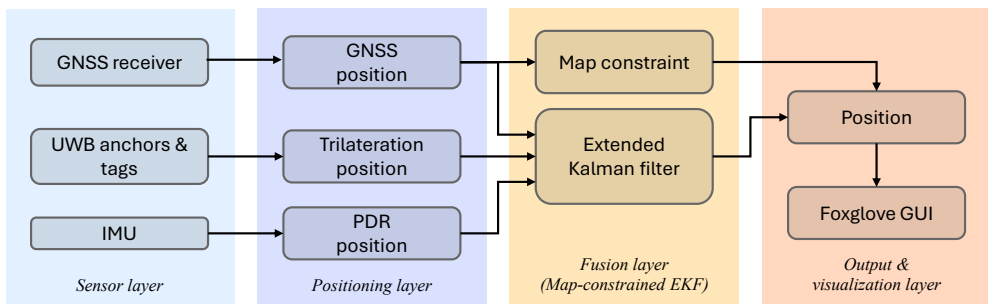 GNSS receiver
UWB anchors &
tags
IMU
Sensor layer
GNSS
position
Trilateration
position
PDR
position
Positioning layer
Map constraint
Extended
Kalman filter
Fusion layer
(Map-constrained EKF)
Position
Foxglove GUI
Output &
visualization layer